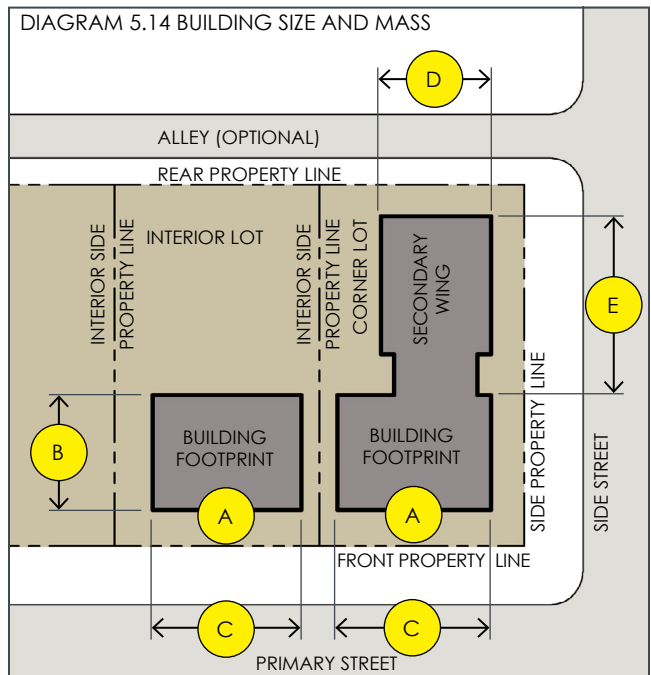 DIAGRAM 5.14 BUILDING SIZE AND MASS
D
ALLEY (OPTIONAL)
REAR PROPERTY LINE
INTERIOR SIDE
PROPERTY LINE
INTERIOR LOT
INTERIOR SIDE
PROPERTY LINE
CORNER LOT
SECONDARY
WING
E
B
BUILDING
FOOTPRINT
A
BUILDING
FOOTPRINT
A
SIDE PROPERTY LINE
SIDE STREET
FRONT PROPERTY LINE
C
C
PRIMARY STREET